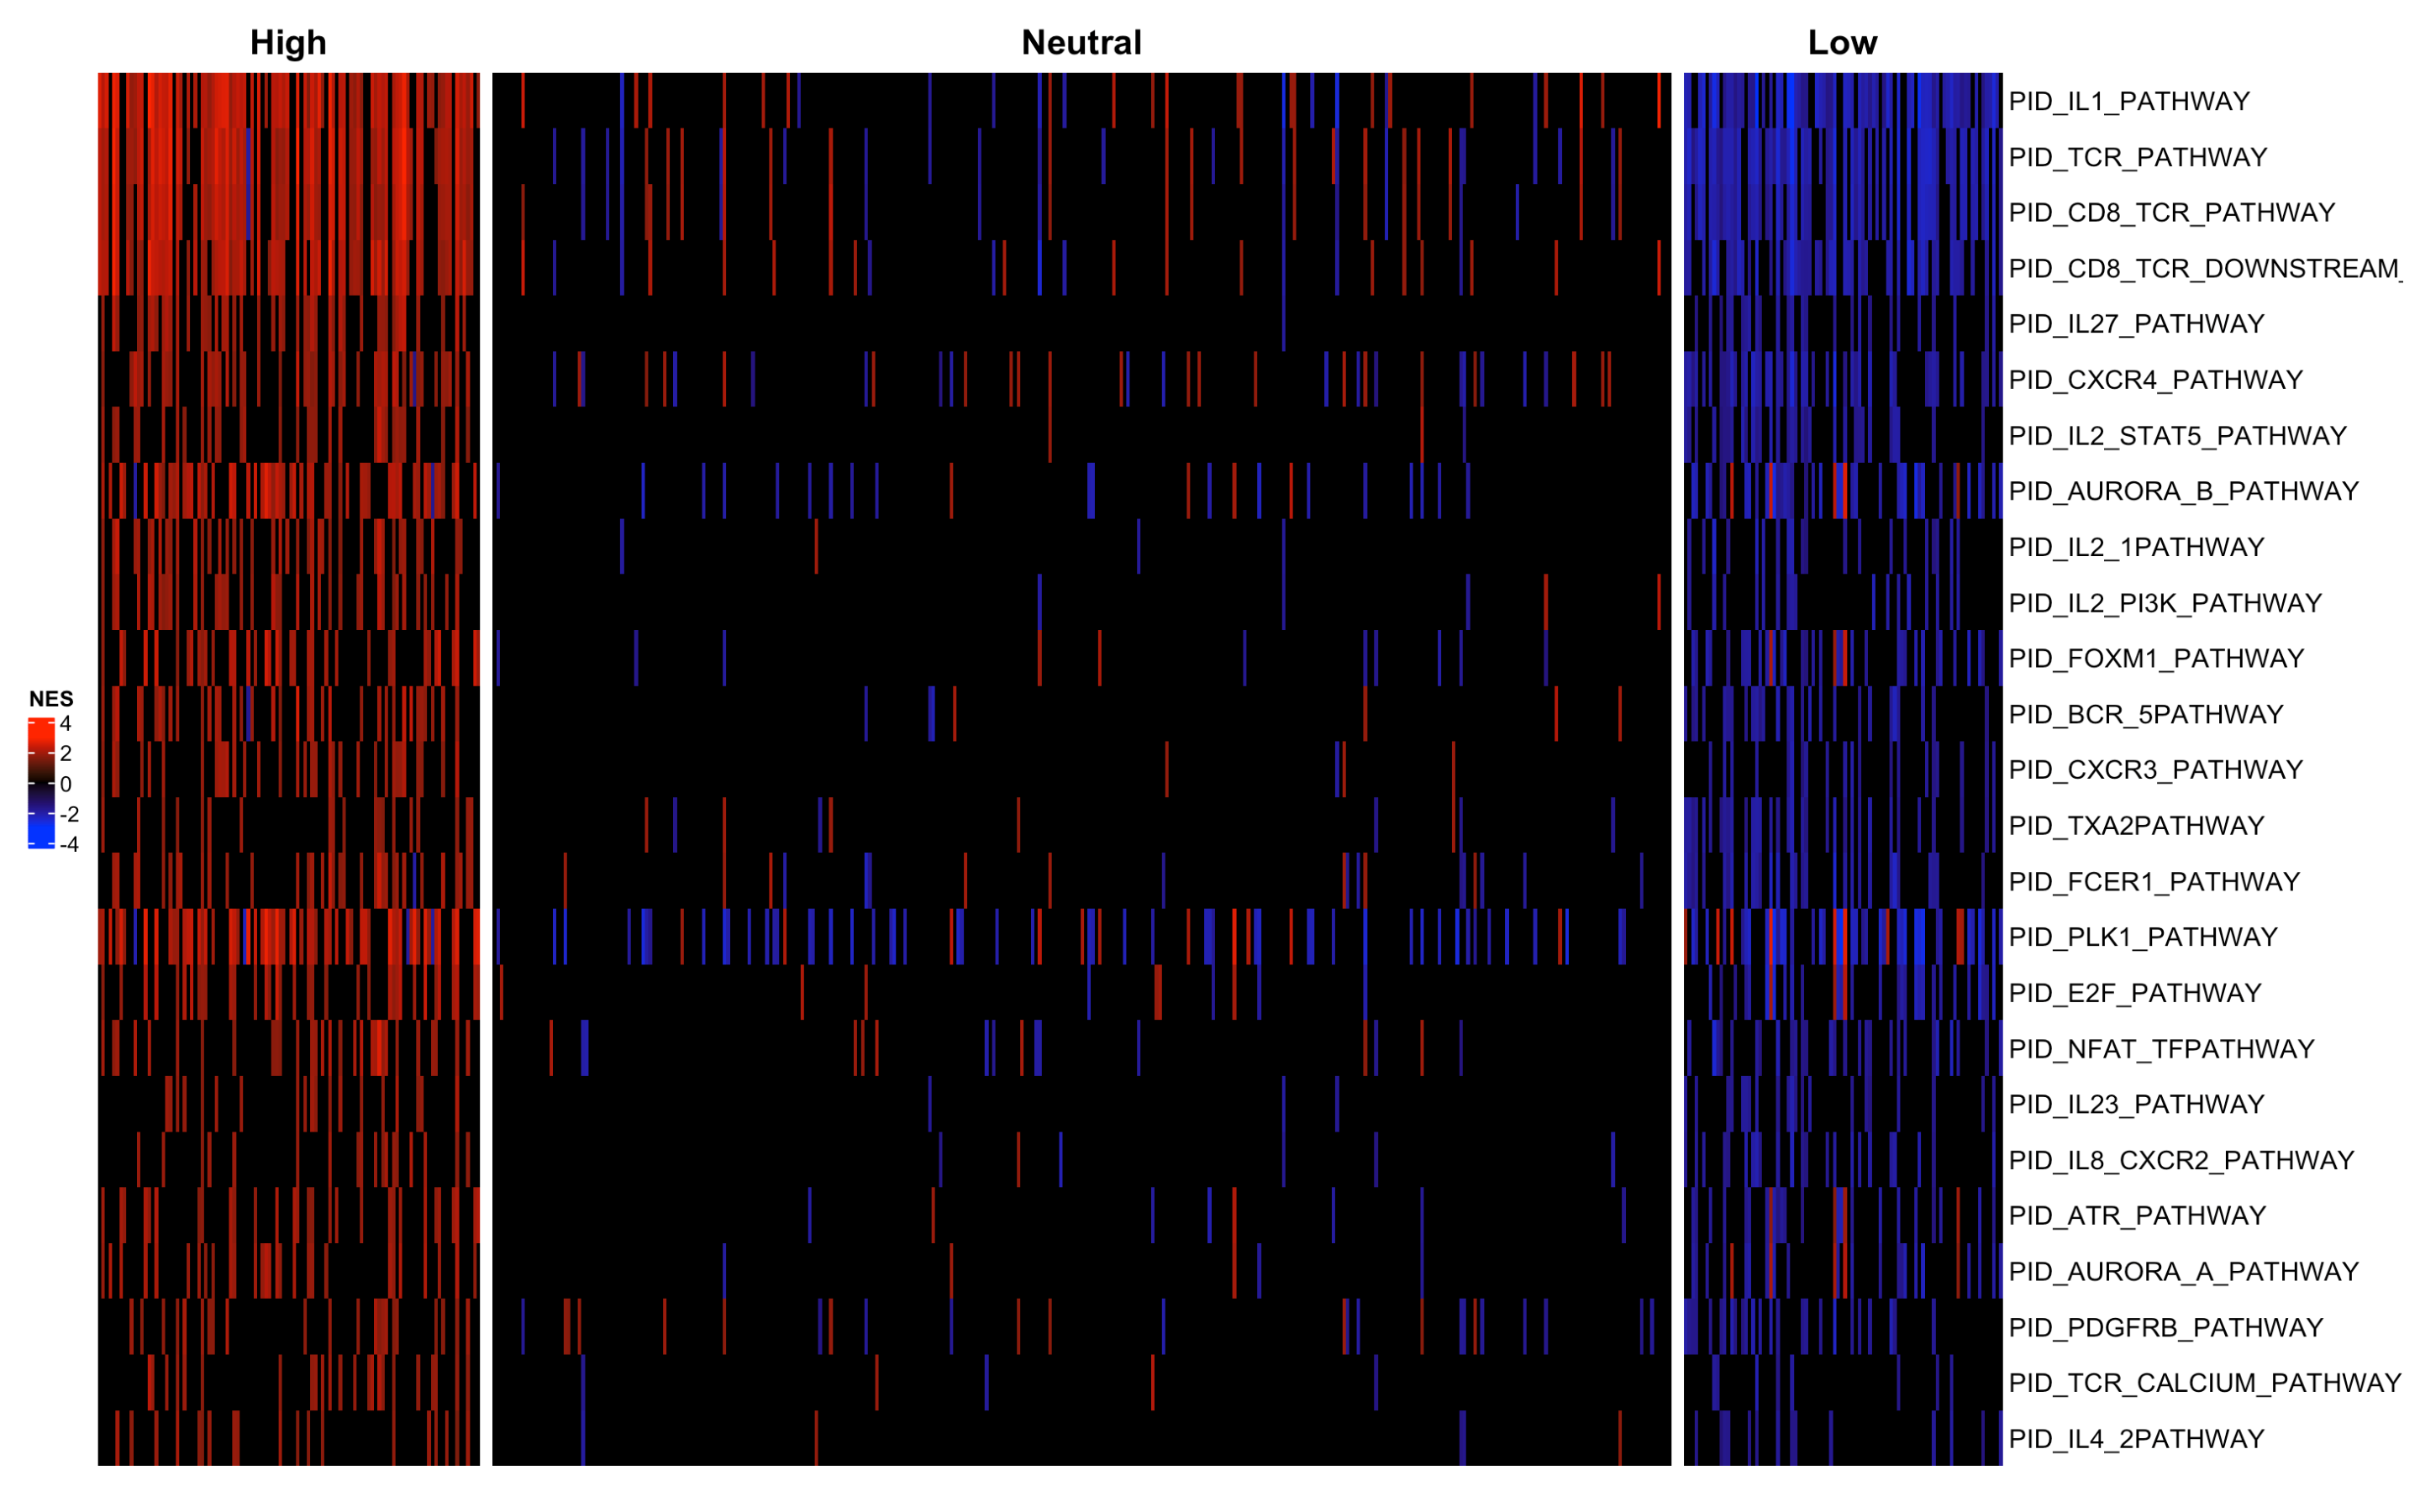 High Neutral Low
PID_IL1_PATHWAY
PID_TCR_PATHWAY
PID_CD8_TCR_PATHWAY
PID_CD8_TCR_DOWNSTREAM_
PID_IL27_PATHWAY
PID_CXCR4_PATHWAY
PID_IL2_STAT5_PATHWAY
PID_AURORA_B_PATHWAY
PID_IL2_1PATHWAY
PID_IL2_PI3K_PATHWAY
PID_FOXM1_PATHWAY
PID_BCR_5PATHWAY
PID_CXCR3_PATHWAY
PID_TXA2PATHWAY
PID_FCER1_PATHWAY
PID_PLK1_PATHWAY
PID_E2F_PATHWAY
PID_NFAT_TFPATHWAY
PID_IL23_PATHWAY
PID_IL8_CXCR2_PATHWAY
PID_ATR_PATHWAY
PID_AURORA_A_PATHWAY
PID_PDGFRB_PATHWAY
PID_TCR_CALCIUM_PATHWAY
PID_IL4_2PATHWAY
NES
4
2
0
-2
-4